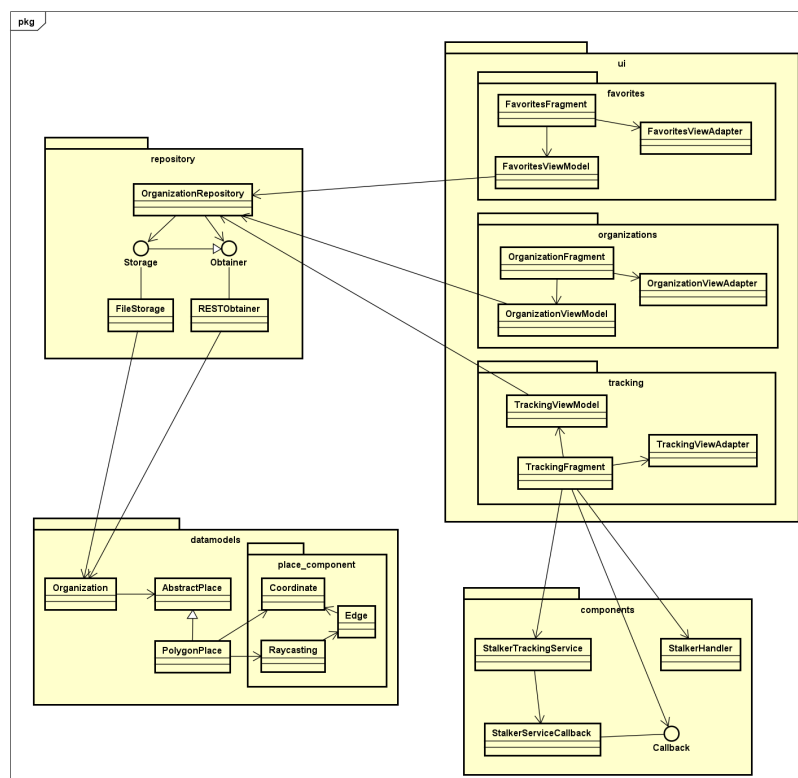 pkg
ui
favorites
FavoritesFragment
FavoritesViewAdapter
FavoritesViewModel
repository
OrganizationRepository
Storage
Obtainer
FileStorage
RESTObtainer
organizations
OrganizationFragment
OrganizationViewAdapter
OrganizationViewModel
tracking
TrackingViewModel
TrackingViewAdapter
TrackingFragment
datamodels
place_component
Organization
AbstractPlace
Coordinate
Edge
PolygonPlace
Raycasting
components
StalkerTrackingService
StalkerHandler
StalkerServiceCallback
Callback